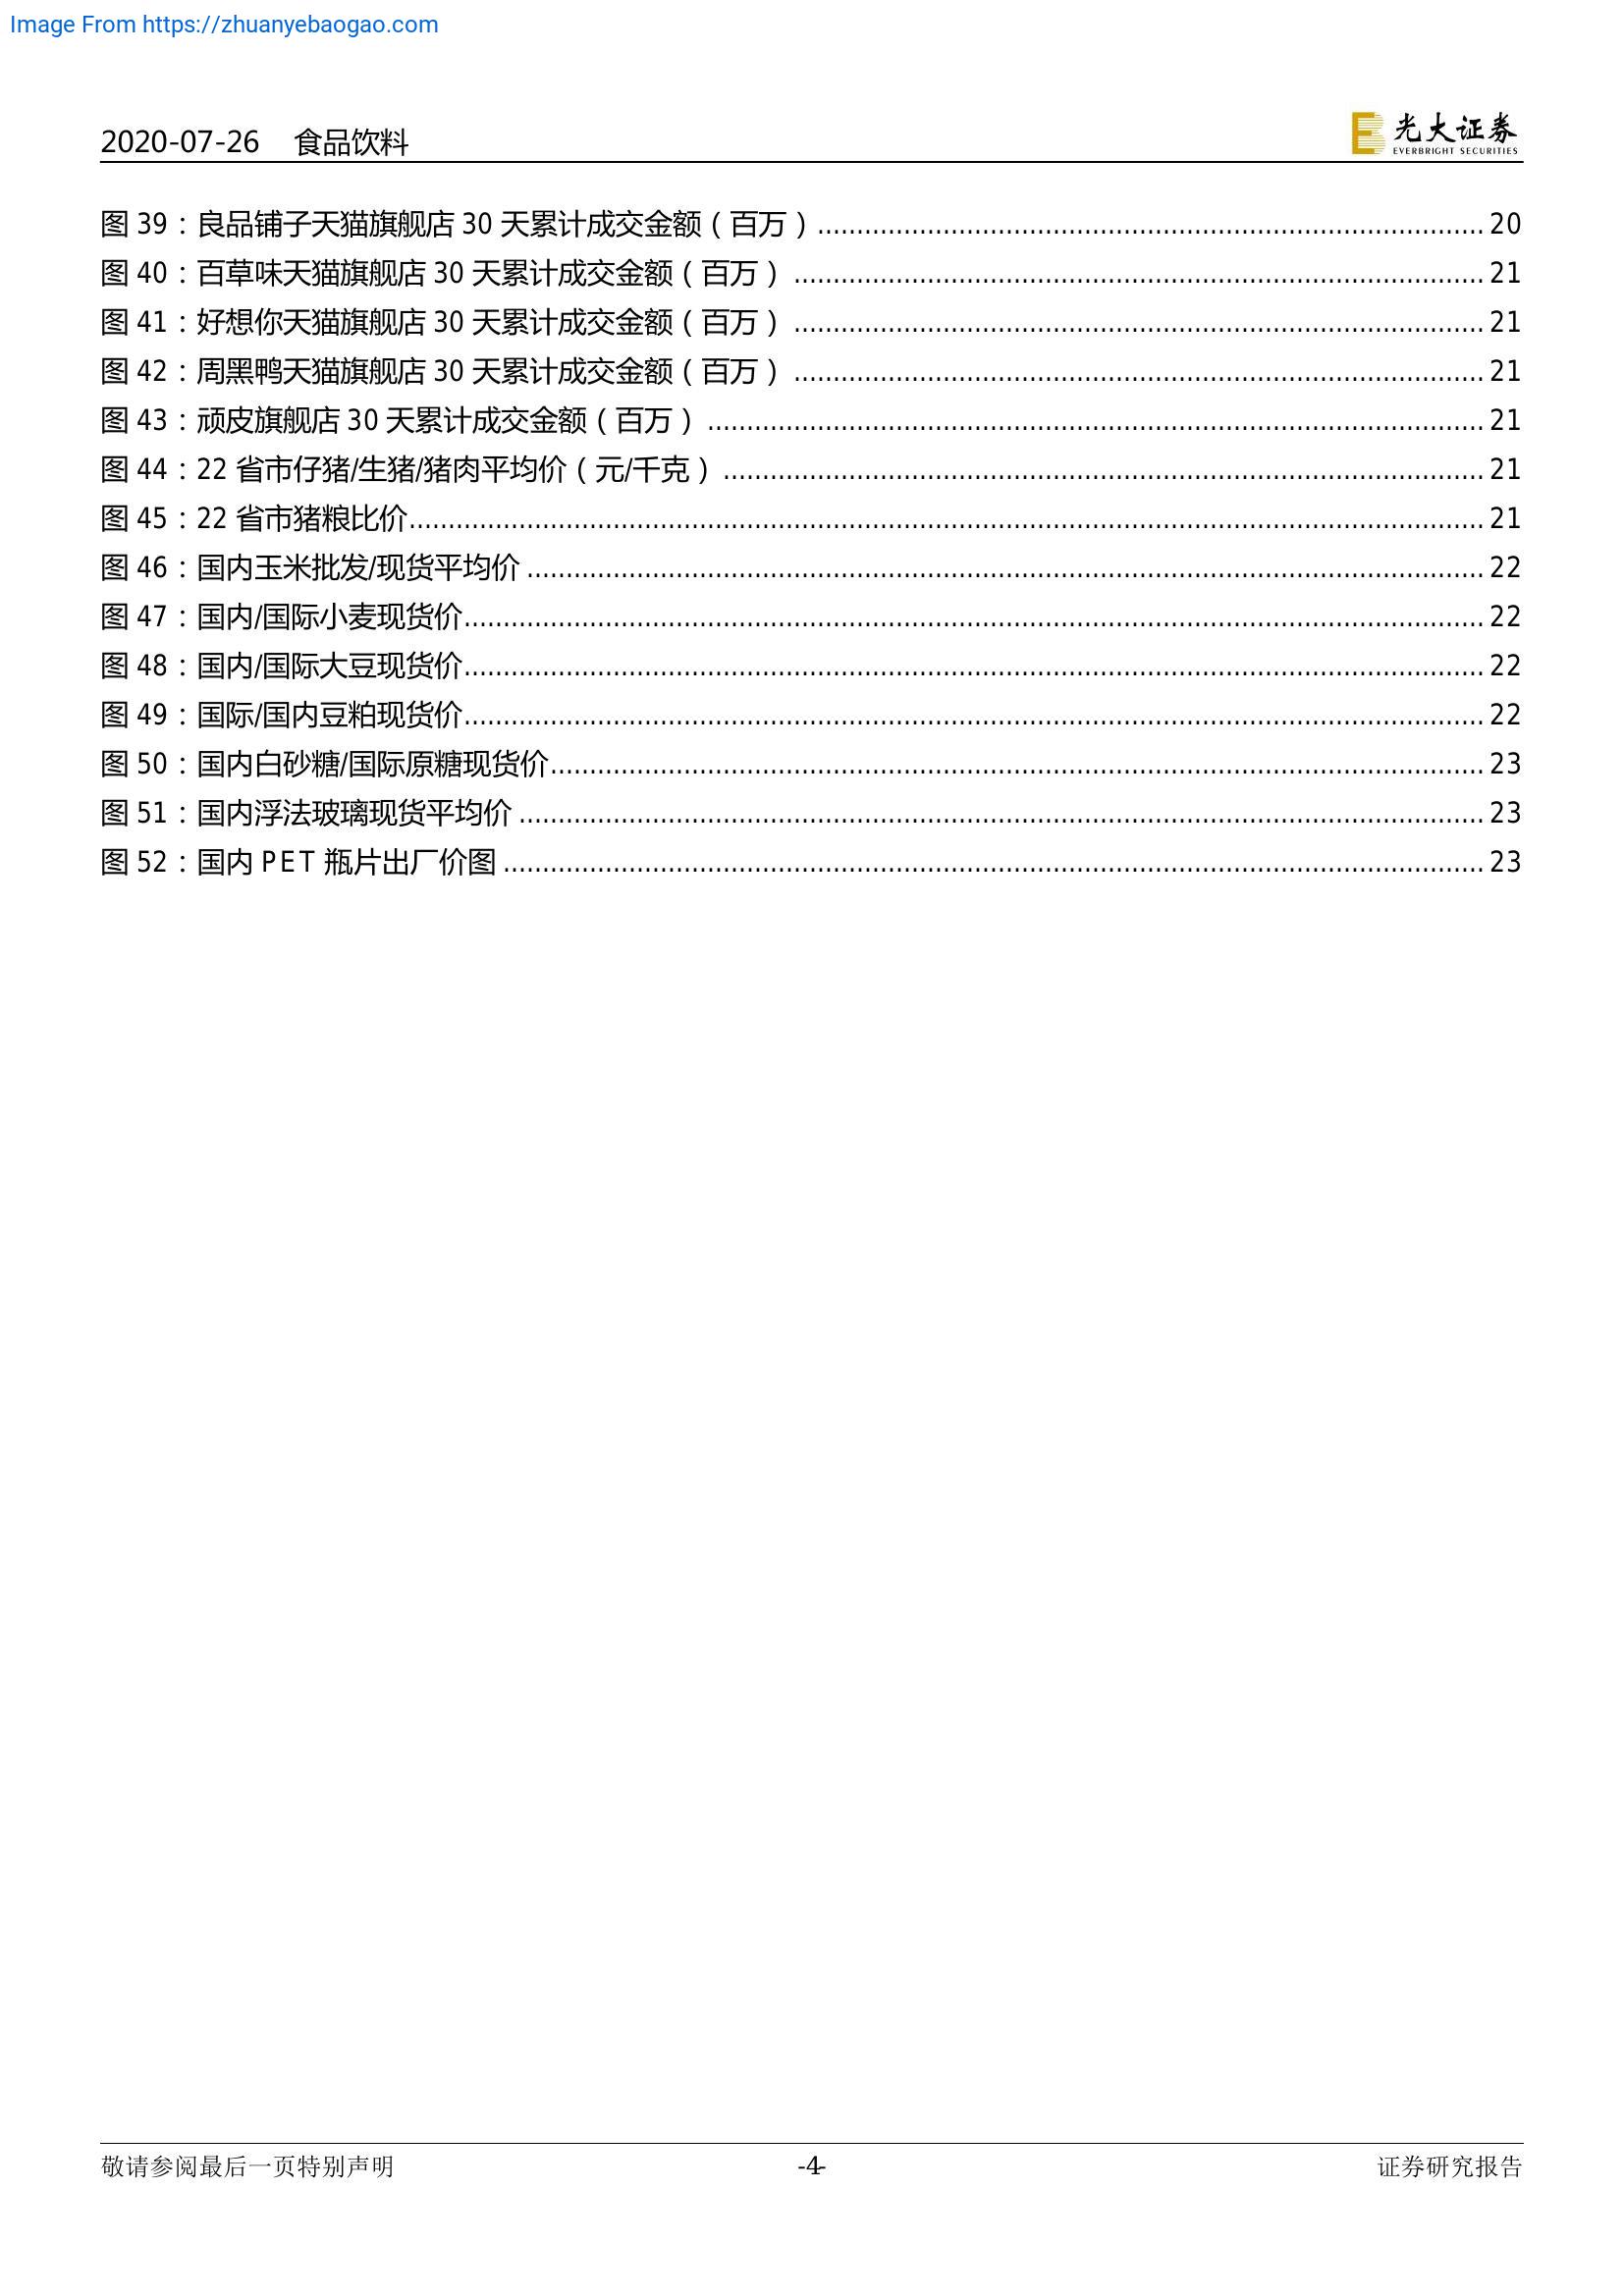 Image From https://zhuanyebaogao.com
2020-07-26 食品饮料
光大证券
EVERBRIGHT SECURITIES
图 39：良品铺子天猫旗舰店 30 天累计成交金额（百万）........................................................................................ 20
图 40：百草味天猫旗舰店 30 天累计成交金额（百万）........................................................................................ 21
图 41：好想你天猫旗舰店 30 天累计成交金额（百万）........................................................................................ 21
图 42：周黑鸭天猫旗舰店 30 天累计成交金额（百万）........................................................................................ 21
图 43：顽皮旗舰店 30 天累计成交金额（百万）........................................................................................ 21
图 44：22 省市仔猪/生猪/猪肉平均价（元/千克）........................................................................................ 21
图 45：22 省市猪粮比价........................................................................................ 21
图 46：国内玉米批发/现货平均价........................................................................................ 22
图 47：国内/国际小麦现货价........................................................................................ 22
图 48：国内/国际大豆现货价........................................................................................ 22
图 49：国际/国内豆粕现货价........................................................................................ 22
图 50：国内白砂糖/国际原糖现货价........................................................................................ 23
图 51：国内浮法玻璃现货平均价........................................................................................ 23
图 52：国内 PET 瓶片出厂价图........................................................................................ 23
敬请参阅最后一页特别声明 -4- 证券研究报告